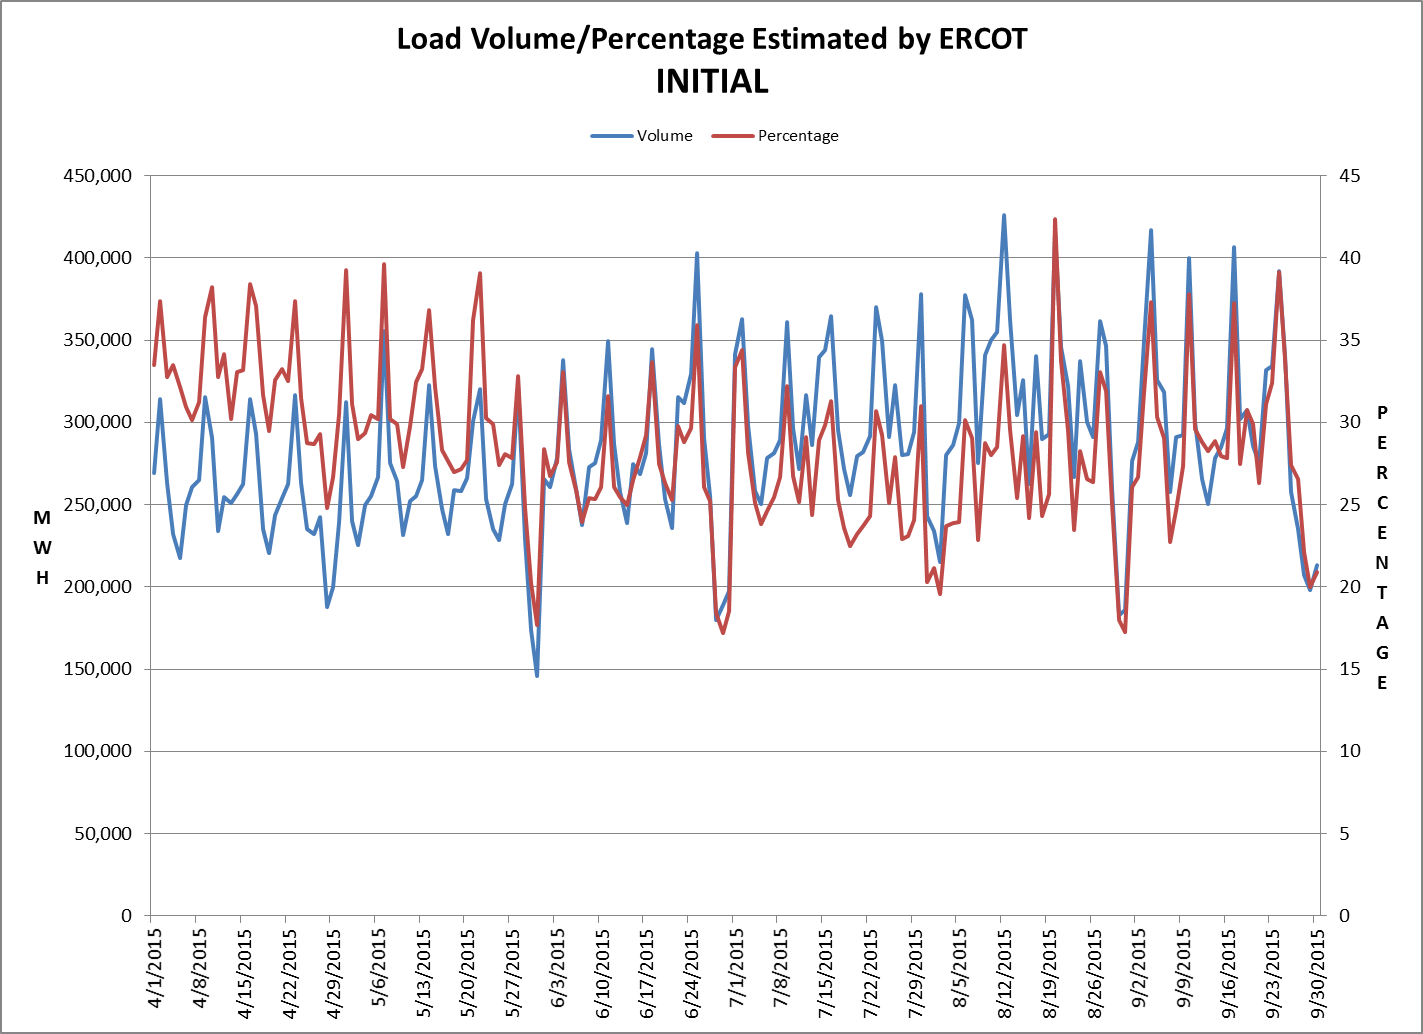 Load Volume/Percentage Estimated by ERCOT
INITIAL
Volume
Percentage
450,000
400,000
350,000
300,000
250,000
200,000
150,000
100,000
50,000
0
M
W
H
45
40
35
30
25
20
15
10
5
0
P
E
R
C
E
N
T
A
G
E
4/1/2015
4/8/2015
4/15/2015
4/22/2015
4/29/2015
5/6/2015
5/13/2015
5/20/2015
5/27/2015
6/3/2015
6/10/2015
6/17/2015
6/24/2015
7/1/2015
7/8/2015
7/15/2015
7/22/2015
7/29/2015
8/5/2015
8/12/2015
8/19/2015
8/26/2015
9/2/2015
9/9/2015
9/16/2015
9/23/2015
9/30/2015